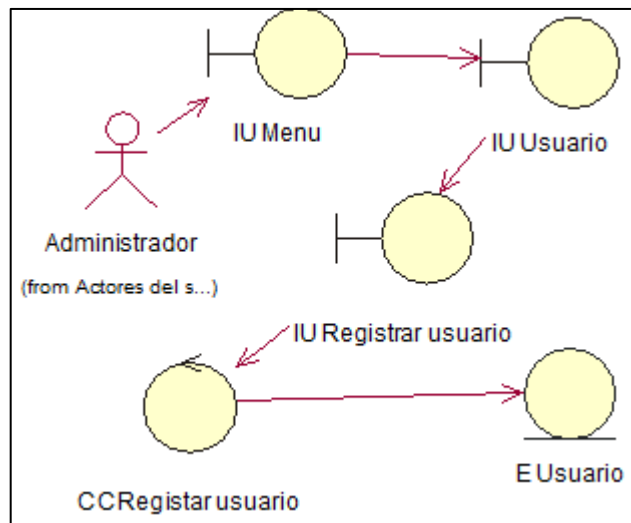 IU Menu
IU Usuario
Administrador
(from Actores del s...)
IU Registrar usuario
CCRegistar usuario
E Usuario